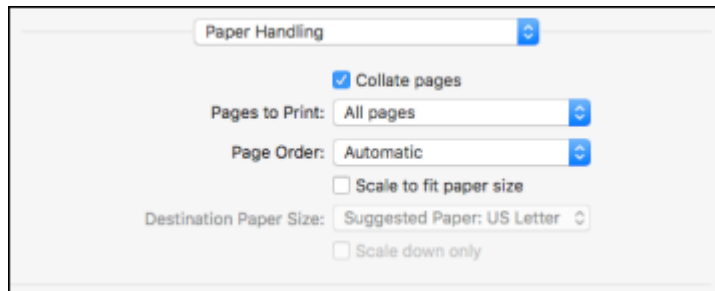 Paper Handling
Collate pages
Pages to Print: All pages
Page Order: Automatic
Scale to fit paper size
Destination Paper Size: Suggested Paper: US Letter
Scale down only